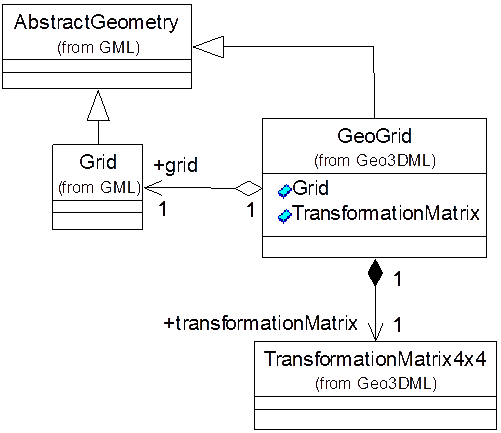 AbstractGeometry
(from GML)
Grid
(from GML)
+grid
1
1
GeoGrid
(from Geo3DML)
Grid
TransformationMatrix
1
+transformationMatrix
1
TransformationMatrix4x4
(from Geo3DML)